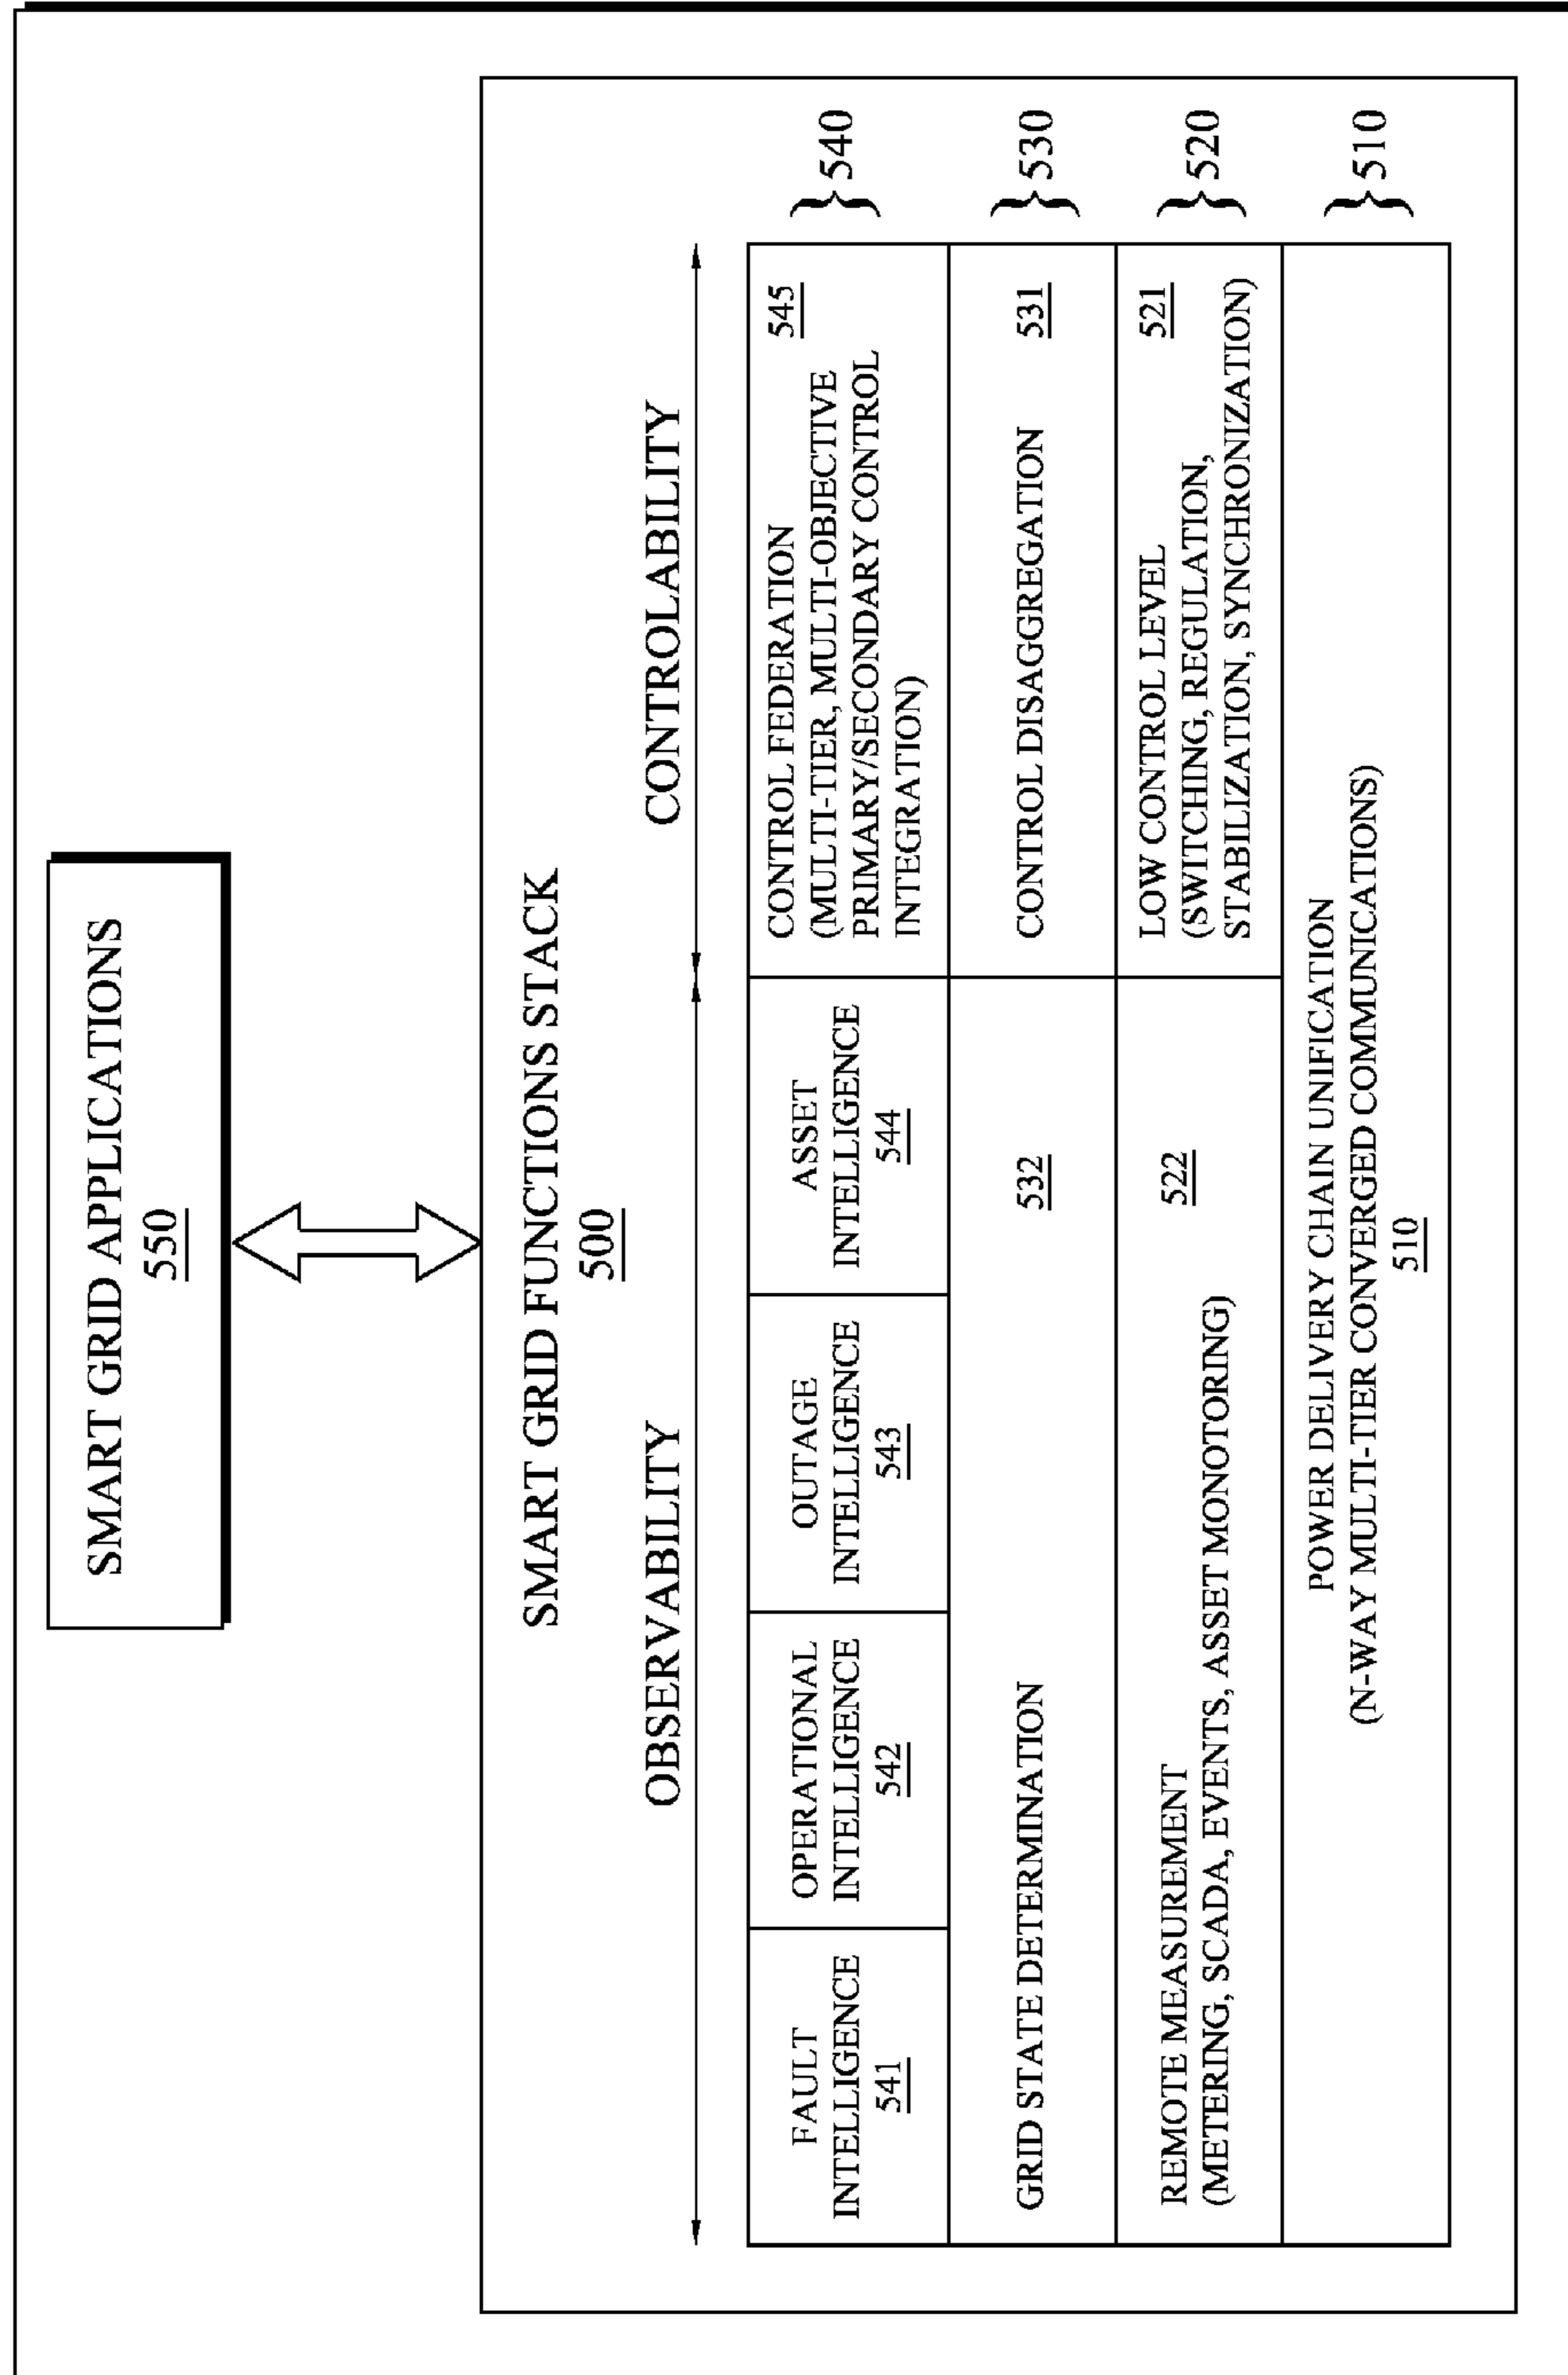 SMART GRID APPLICATIONS
550
SMART GRID FUNCTIONS STACK
500
OBSERVABILITY
CONTROLABILITY
FAULT
INTELLIGENCE
541
OPERATIONAL
INTELLIGENCE
542
OUTAGE
INTELLIGENCE
543
ASSET
INTELLIGENCE
544
CONTROL FEDERATION
545
(MULTI-TIER, MULTI-OBJECTIVE
PRIMARY/SECONDARY CONTROL
INTEGRATION)
}540
GRID STATE DETERMINATION
532
CONTROL DISAGGREGATION
531
}530
REMOTE MEASUREMENT
(METERING, SCADA, EVENTS, ASSET MONOTORING)
522
LOW CONTROL LEVEL
521
(SWITCHING, REGULATION,
STABILIZATION, SYNCHRONIZATION)
}520
POWER DELIVERY CHAIN UNIFICATION
(N-WAY MULTI-TIER CONVERGED COMMUNICATIONS)
510
}510